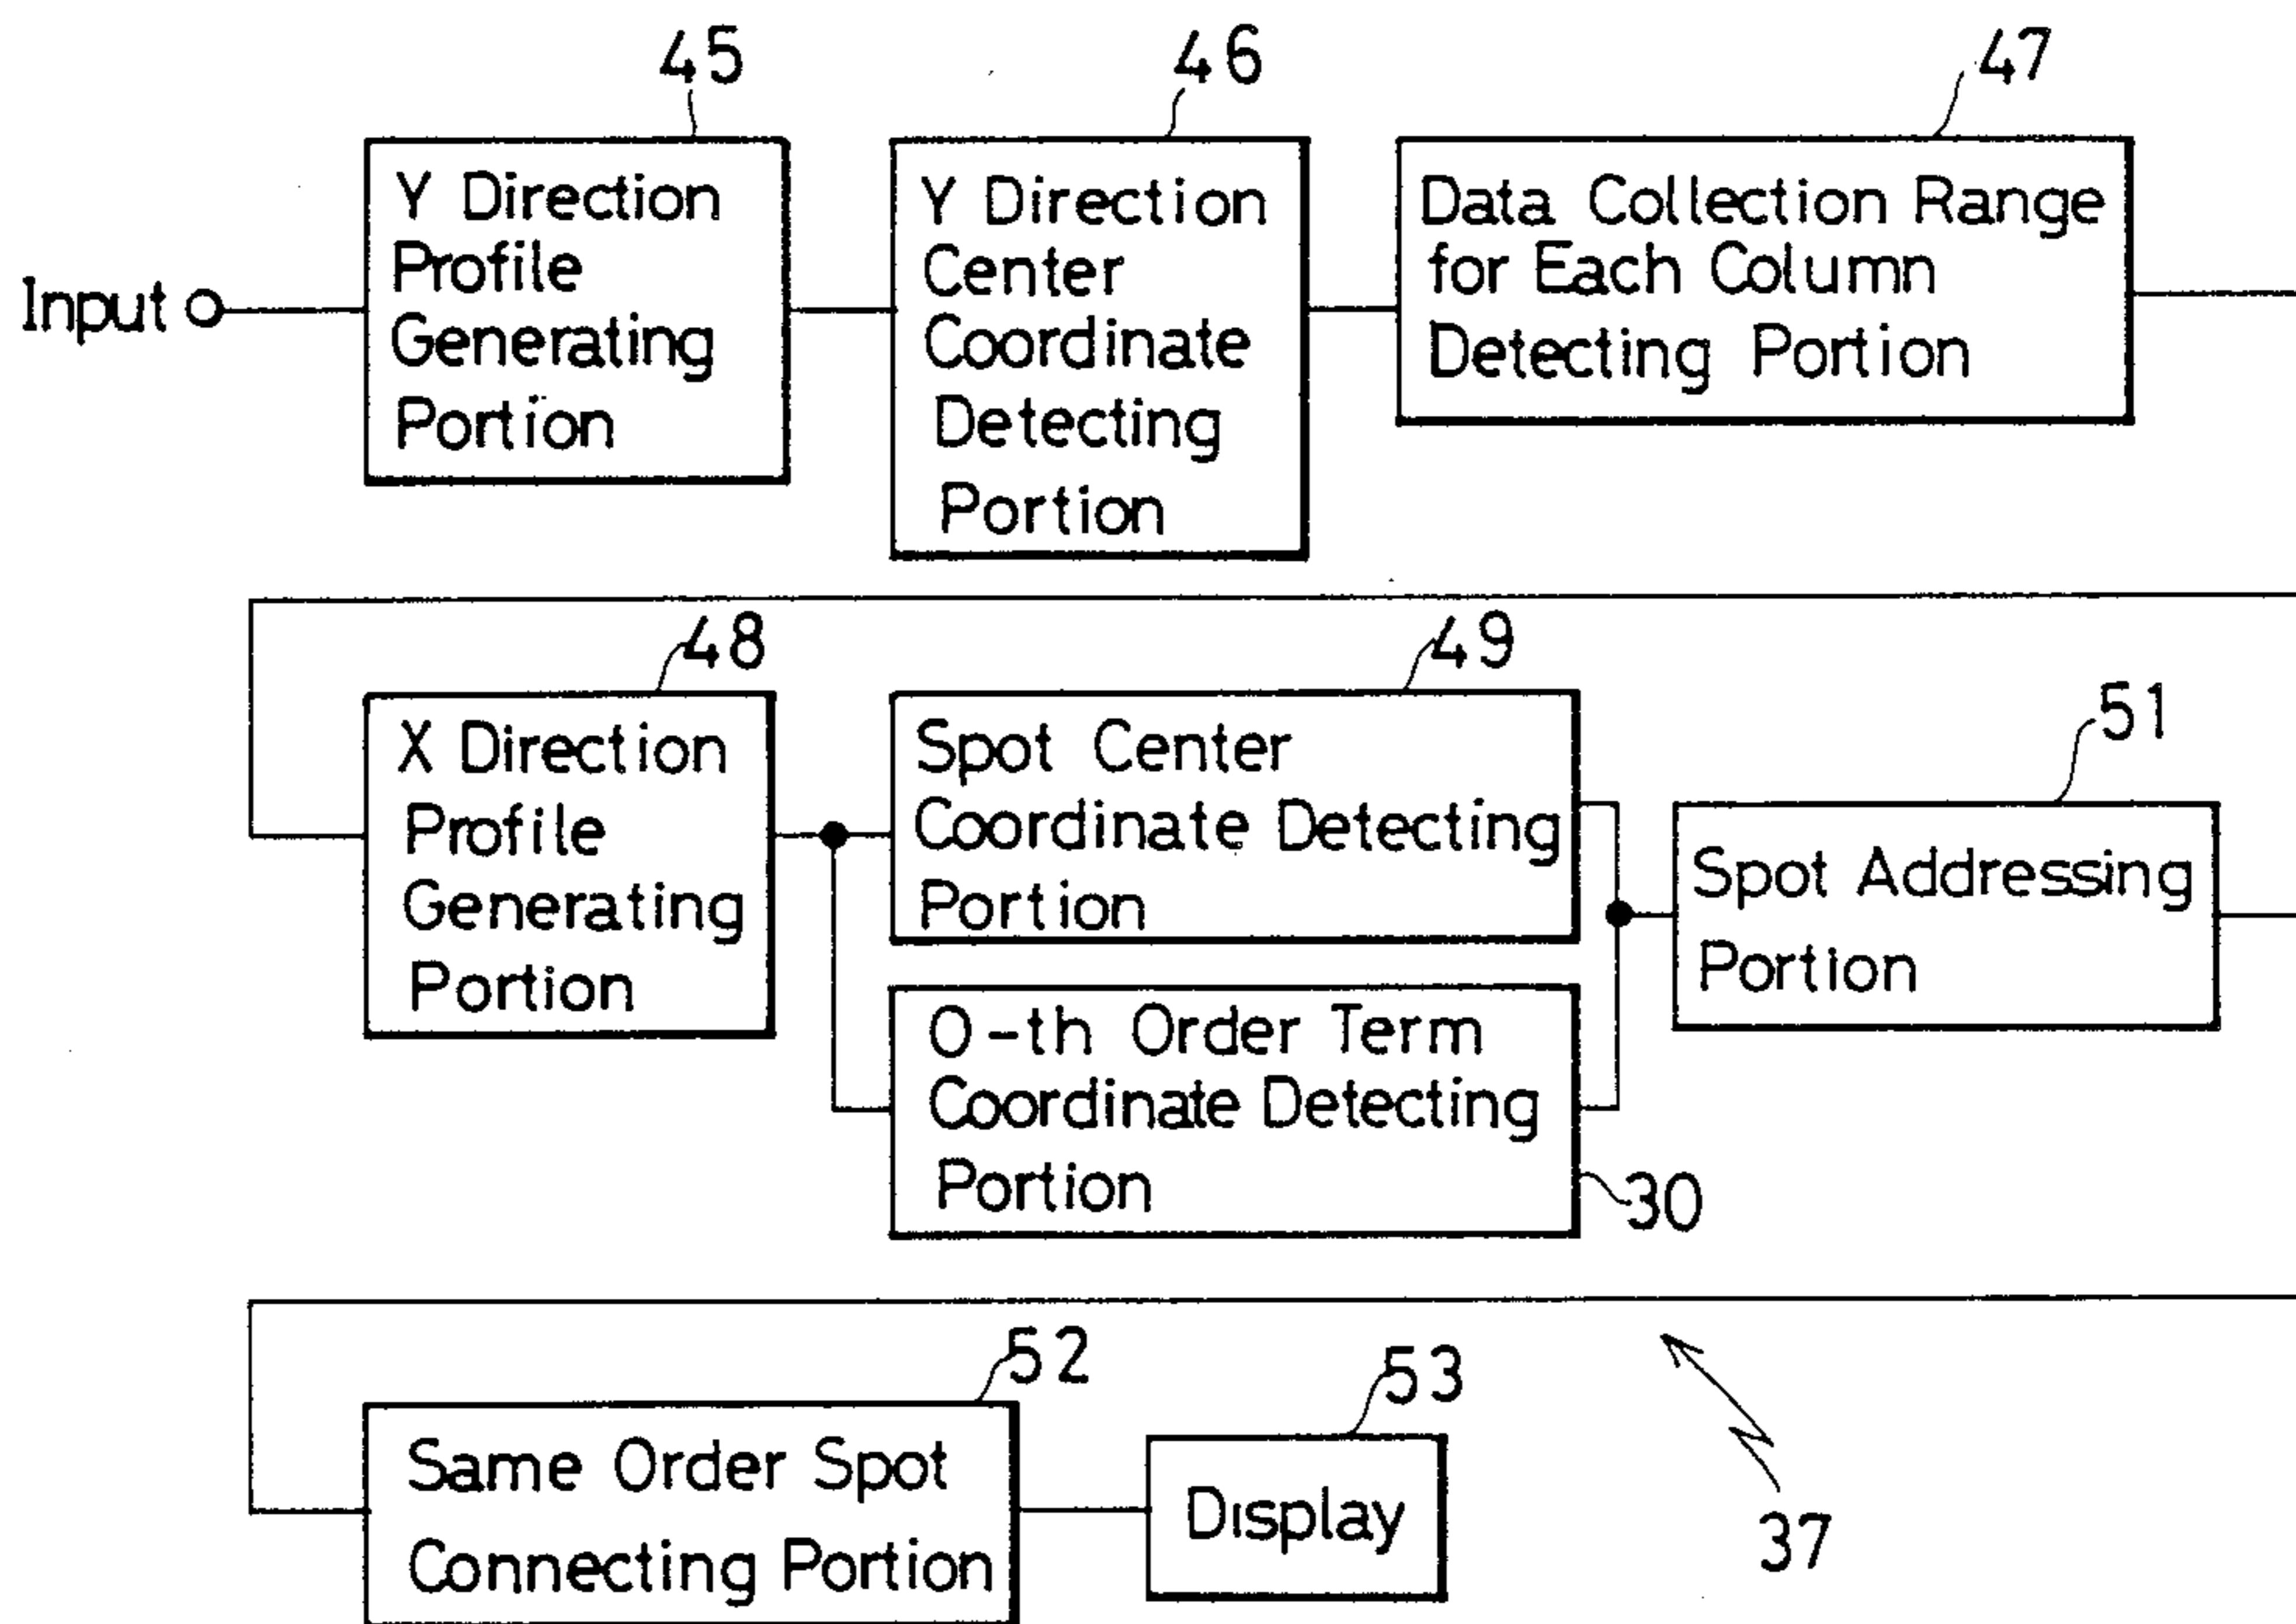 45
46
47
Input
Y Direction
Profile
Generating
Portion
Y Direction
Center
Coordinate
Detecting
Portion
Data Collection Range
for Each Column
Detecting Portion
48
49
51
X Direction
Profile
Generating
Portion
Spot Center
Coordinate Detecting
Portion
0-th Order Term
Coordinate Detecting
Portion
30
Spot Addressing
Portion
52
53
Same Order Spot
Connecting Portion
Display
37